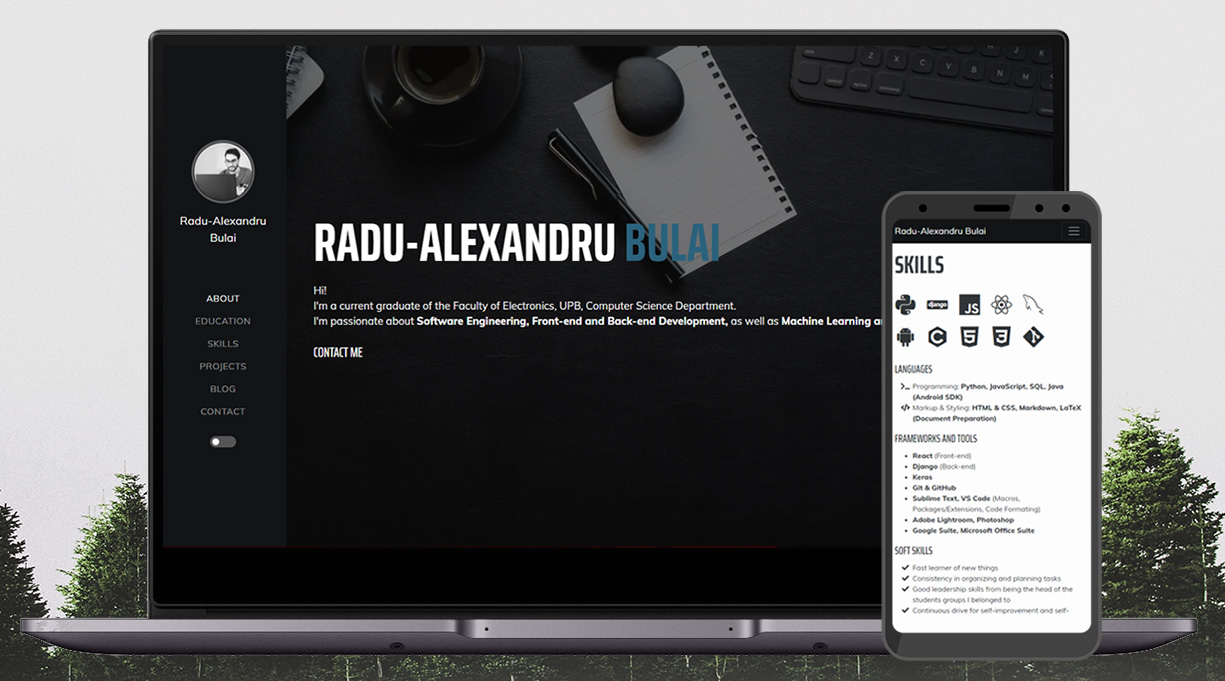 Radu-Alexandru
Bulai
ABOUT
EDUCATION
SKILLS
PROJECTS
BLOG
CONTACT
RADU-ALEXANDRU BULAI
Hi!
I'm a current graduate of the Faculty of Electronics, UPB, Computer Science Department.
I'm passionate about Software Engineering, Front-end and Back-end Development, as well as Machine Learning
CONTACT ME
Z X C V B N M
J K
control option command
Radu-Alexandru Bulai
SKILLS
django
JS
C
5
3
LANGUAGES
Programming: Python, JavaScript, SQL, Java
(Android SDK)
Markup & Styling: HTML & CSS, Markdown, LaTeX
(Document Preparation)
FRAMEWORKS AND TOOLS
React (Front-end)
Django (Back-end)
Keras
Git & GitHub
Sublime Text, VS Code (Macros,
Packages/Extensions, Code Formating)
Adobe Lightroom, Photoshop
Google Suite, Microsoft Office Suite
SOFT SKILLS
Fast learner of new things
Consistency in organizing and planning tasks
Good leadership skills from being the head of the
students groups I belonged to
Continuous drive for self-improvement and self-